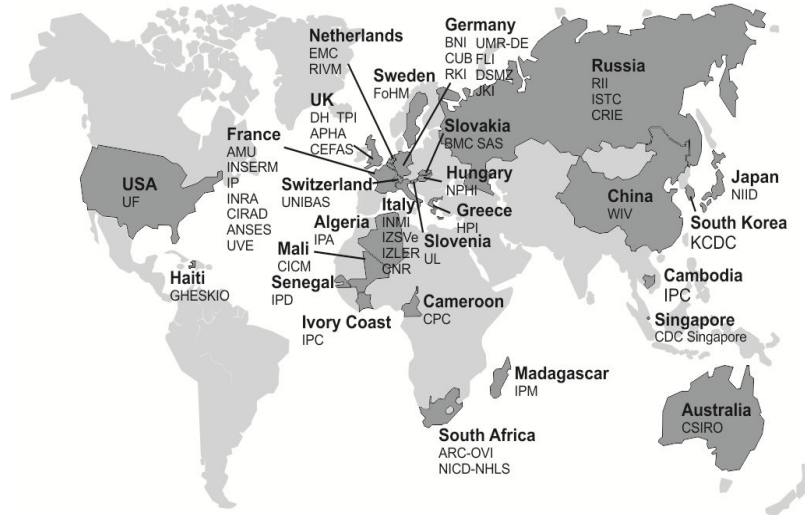 Netherlands
EMC
RIVM
Germany
BNI UMR-DE
CUB FLI
RKI DSMZ
JKI
Sweden
FoHM
Russia
RII
ISTC
CRIE
UK
DH TPI
APHA
CEFAS
Slovakia
BMC SAS
France
AMU
INSERM
IP
INRA
CIRAD
ANSES
UVE
USA
UF
Switzerland
UNIBAS
Hungary
NPHI
Greece
HPI
Italy
INMI
IZSVe
IZLER
CNR
Slovenia
UL
Algeria
IPA
Mali
CICM
Senegal
IPD
Ivory Coast
IPC
Cameroon
CPC
Haiti
GHESKIO
China
WIV
Japan
NIID
South Korea
KCDC
Cambodia
IPC
Singapore
CDC Singapore
Madagascar
IPM
Australia
CSIRO
South Africa
ARC-OVI
NICD-NHLS